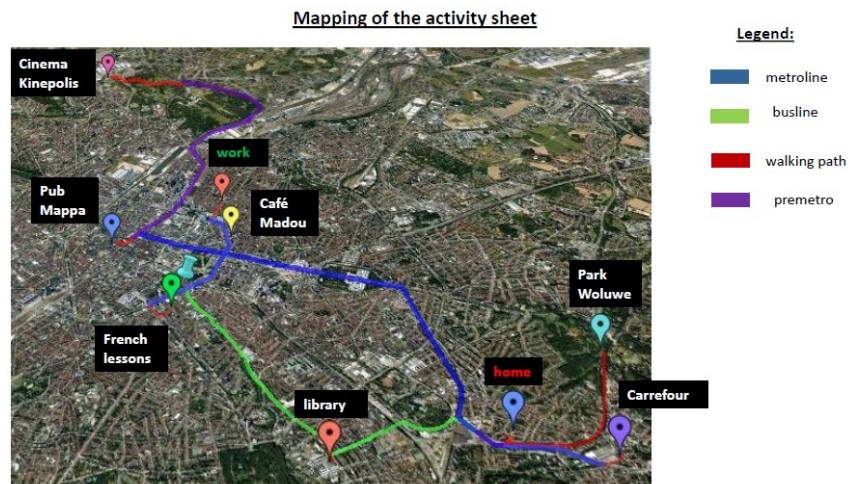 Mapping of the activity sheet
Legend:
metroline
busline
walking path
premetro
Cinema
Kinepolis
work
Pub
Mappa
Café
Madou
Park
Woluwe
French
lessons
home
Carrefour
library